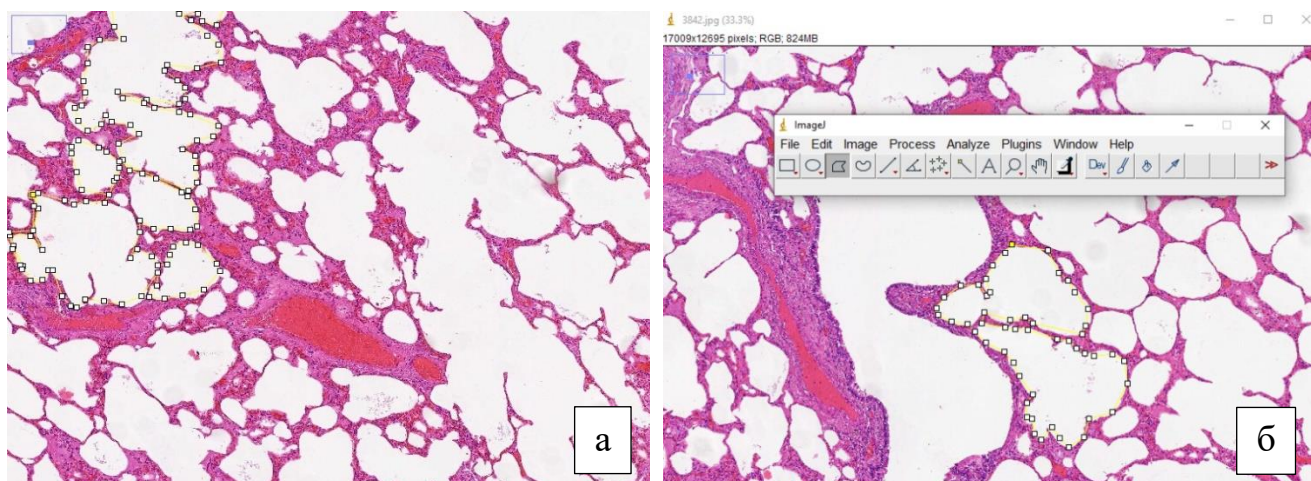 3842.jpg (33.3%)
17009x12695 pixels; RGB; 824MB
ImageJ
File Edit Image Process Analyze Plugins Window Help
Dev
а
б